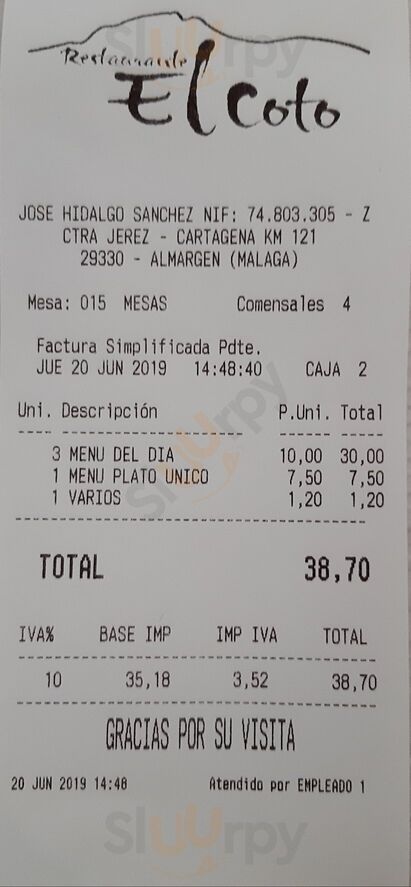 Sluurpy
Restaurante
El Coto
JOSE HIDALGO SANCHEZ NIF: 74.803.305 - Z
CTRA JEREZ - CARTAGENA KM 121
29330 - ALMARGEN (MALAGA)
Mesa: 015 MESAS Comensales 4
Factura Simplificada Pdte.
JUE 20 JUN 2019 14:48:40 CAJA 2
Uni. Descripción P.Uni. Total
3 MENU DEL DIA 10,00 30,00
1 MENU PLATO UNICO 7,50 7,50
1 VARIOS 1,20 1,20
Sluurpy
TOTAL 38,70
IVA% BASE IMP IMP IVA TOTAL
10 35,18 3,52 38,70
GRACIAS POR SU VISITA
20 JUN 2019 14:48 Atendido por EMPLEADO 1
Sluurpy